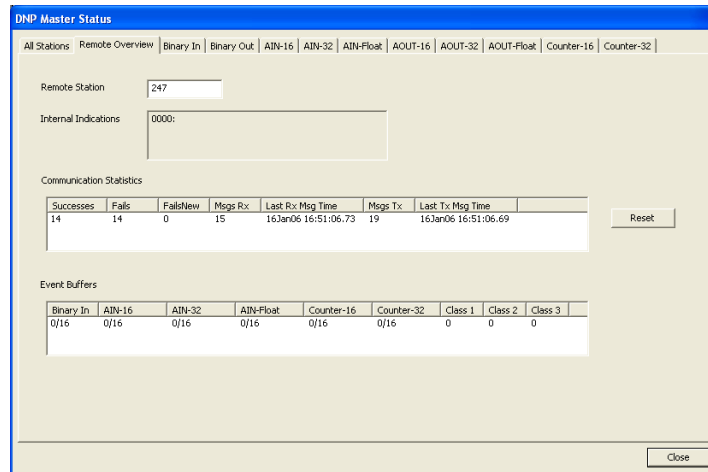 DNP Master Status
All Stations Remote Overview Binary In Binary Out AIN-16 AIN-32 AIN-Float AOUT-16 AOUT-32 AOUT-Float Counter-16 Counter-32
Remote Station 247
Internal Indications 0000:
Communication Statistics
Successes Fails FailsNew Msgs Rx Last Rx Msg Time Msgs Tx Last Tx Msg Time
14 14 0 15 16Jan06 16:51:06.73 19 16Jan06 16:51:06.69
Reset
Event Buffers
Binary In AIN-16 AIN-32 AIN-Float Counter-16 Counter-32 Class 1 Class 2 Class 3
0/16 0/16 0/16 0/16 0/16 0/16 0 0 0
Close